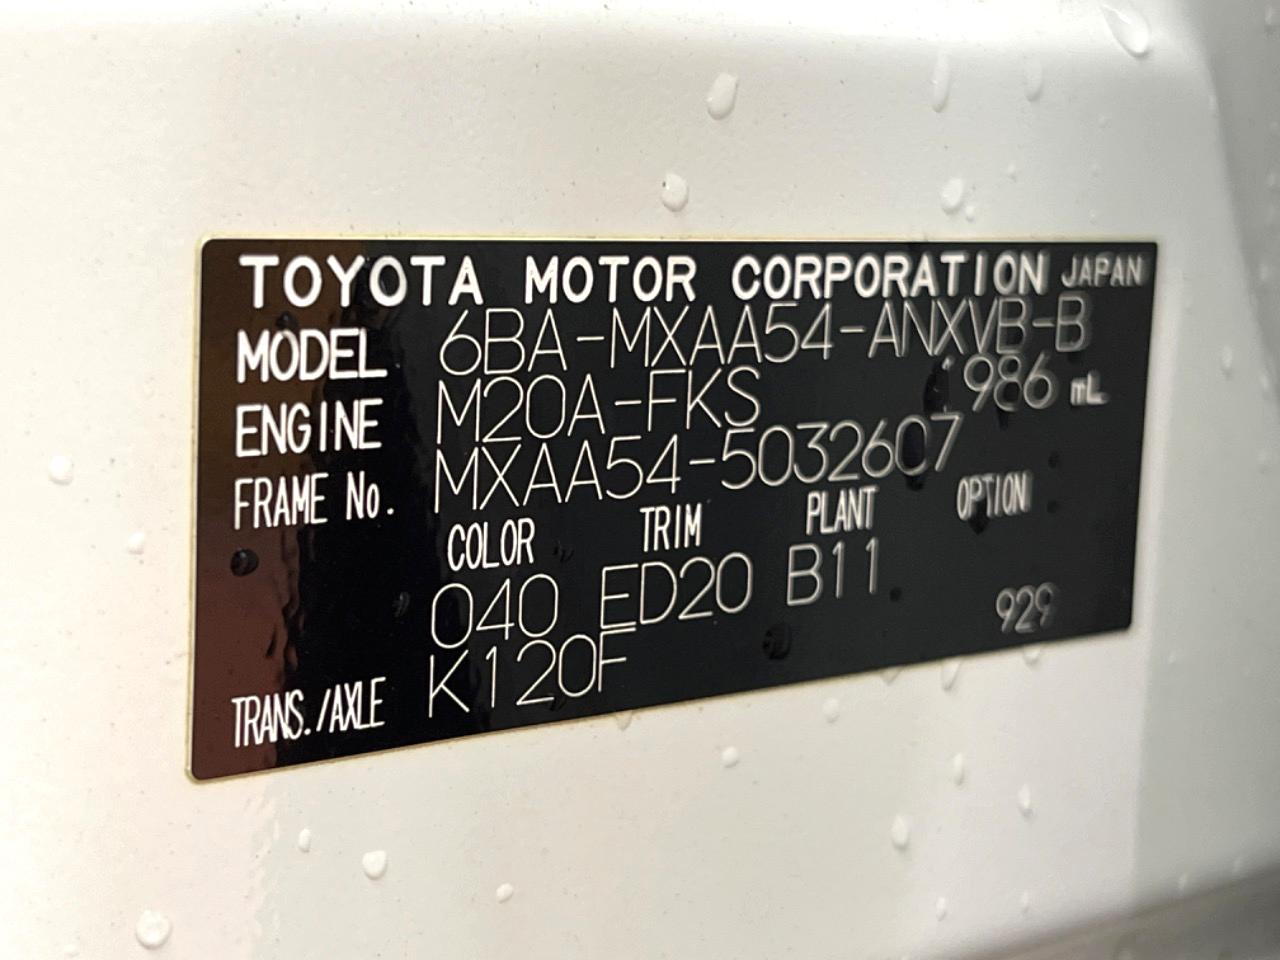 TOYOTA MOTOR CORPORATION JAPAN
MODEL 6BA-MXAA54-ANXVB-B
ENGINE M20A-FKS 1986 mL
FRAME No. MXAA54-5032607
COLOR TRIM PLANT OPTION
040 ED20 B11 929
TRANS./AXLE K120F